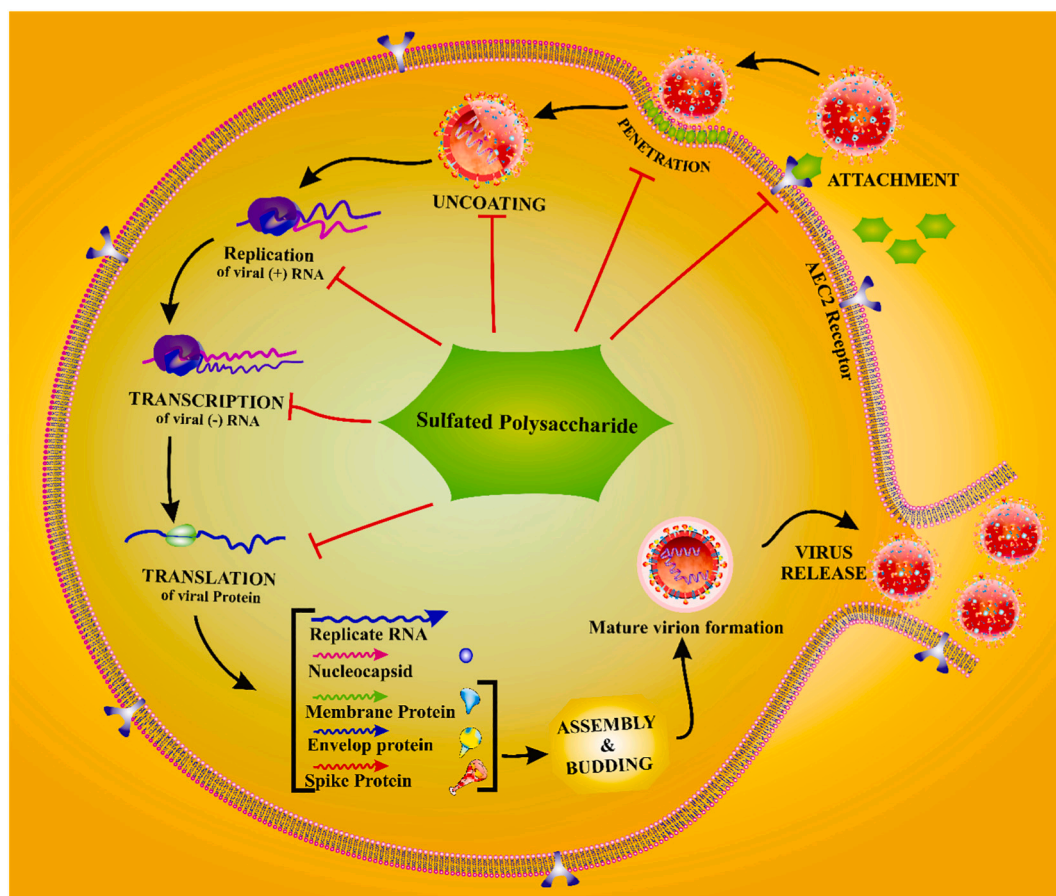 ATTACHMENT
PENETRATION
UNCOATING
AEC2 Receptor
Replication
of viral (+) RNA
TRANSCRIPTION
of viral (-) RNA
Sulfated Polysaccharide
TRANSLATION
of viral Protein
Replicate RNA
Nucleocapsid
Membrane Protein
Envelop protein
Spike Protein
ASSEMBLY
&
BUDDING
Mature virion formation
VIRUS
RELEASE